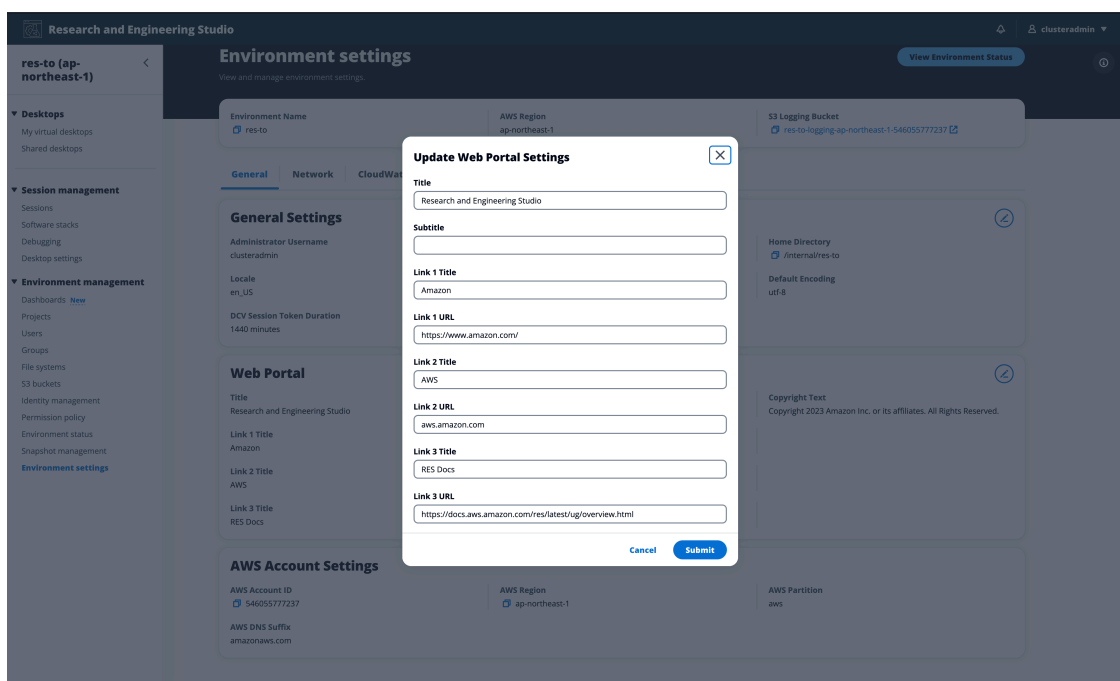 Research and Engineering Studio
clusteradmin
res-to (ap-
northeast-1)
Desktops
My virtual desktops
Shared desktops
Session management
Sessions
Software stacks
Debugging
Desktop settings
Environment management
Dashboards New
Projects
Users
Groups
File systems
S3 buckets
Identity management
Permission policy
Environment status
Snapshot management
Environment settings
Environment settings
View and manage environment settings.
View Environment Status
Environment Name
res-to
AWS Region
ap-northeast-1
S3 Logging Bucket
res-to-logging-ap-northeast-1-546055777237
General
Network
CloudWat
General Settings
Administrator Username
clusteradmin
Home Directory
/internal/res-to
Locale
en_US
Default Encoding
utf-8
DCV Session Token Duration
1440 minutes
Web Portal
Title
Research and Engineering Studio
Copyright Text
Copyright 2023 Amazon Inc. or its affiliates. All Rights Reserved.
Link 1 Title
Amazon
Link 2 Title
AWS
Link 3 Title
RES Docs
AWS Account Settings
AWS Account ID
546055777237
AWS Region
ap-northeast-1
AWS Partition
aws
AWS DNS Suffix
amazonaws.com
Update Web Portal Settings
Title
Research and Engineering Studio
Subtitle
Link 1 Title
Amazon
Link 1 URL
https://www.amazon.com/
Link 2 Title
AWS
Link 2 URL
aws.amazon.com
Link 3 Title
RES Docs
Link 3 URL
https://docs.aws.amazon.com/res/latest/ug/overview.html
Cancel
Submit